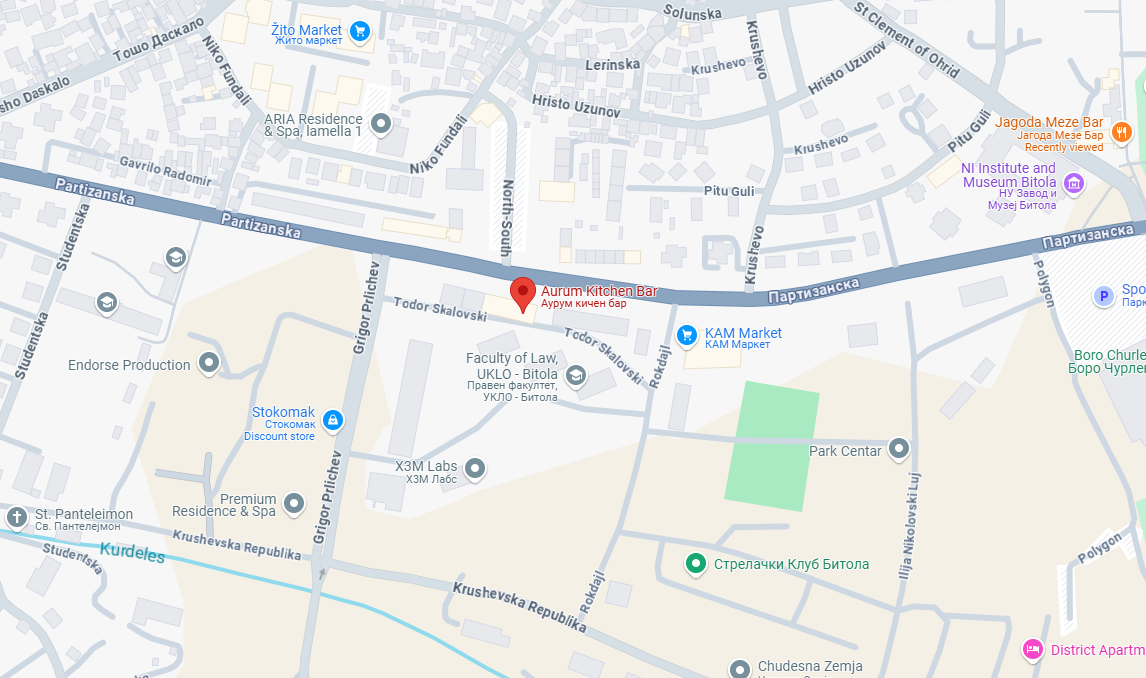 Solunska
St Clement of Ohrid
Тошо Даскало
Žito Market
Жито маркет
Krushevo
Niko Fundali
Lerinska
Krushevo
Hristo Uzunov
sho Daskalo
Hristo Uzunov
ARIA Residence
& Spa, lamella 1
Niko Fundali
Krushevo
Pitu Guli
Jagoda Meze Bar
Јагода Мезе Бар
Recently viewed
Gavrilo Radomir
NI Institute and
Museum Bitola
НУ Завод и
Музеј Битола
Partizanska
Partizanska
North-South
Pitu Guli
Krushevo
Партизанска
Партизанска
Studentska
Grigor Prlichev
Polygon
Aurum Kitchen Bar
Аурум кичен бар
Todor Skalovski
Todor Skalovski
P
Spo
Парк
Studentska
KAM Market
КАМ Маркет
Rokdajl
Endorse Production
Faculty of Law,
UKLO - Bitola
Правен факултет,
УКЛО - Битола
Boro Churle
Боро Чурлев
Stokomak
Стокомак
Discount store
Park Centar
X3M Labs
Х3М Лабс
Grigor Prlichev
Premium
Residence & Spa
Ilija Nikolovski Luj
St. Panteleimon
Св. Пантелејмон
Krushevska Republika
Kurdeles
Studentska
Polygon
Стрелачки Клуб Битола
Krushevska Republika
Rokdajl
District Apartm
Chudesna Zemja